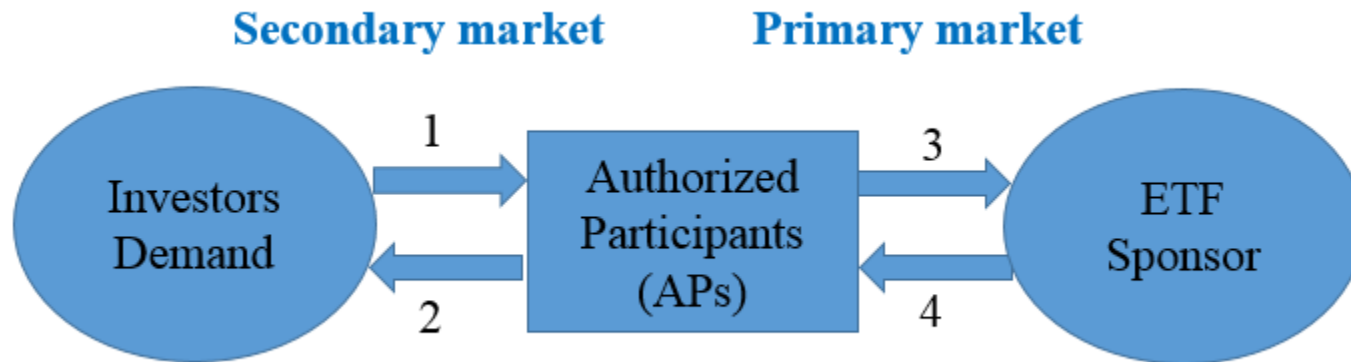 Secondary market
Primary market
Investors
Demand
1
2
Authorized
Participants
(APs)
3
4
ETF
Sponsor